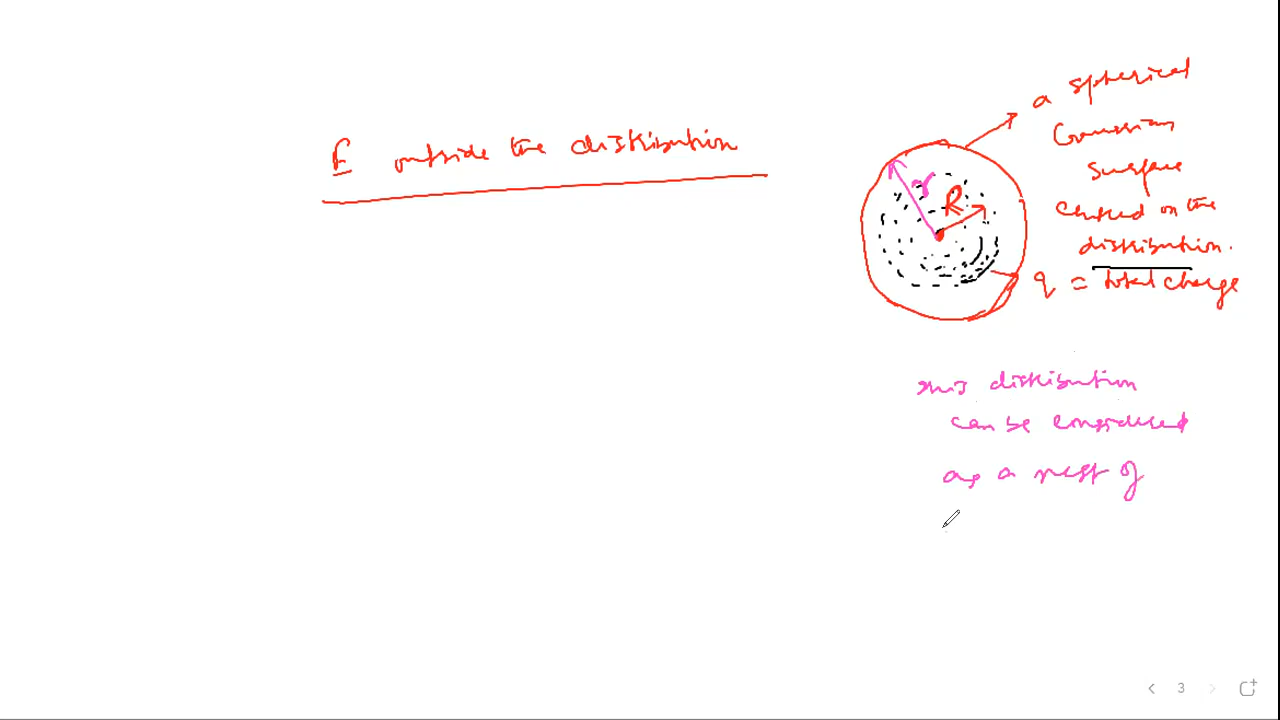 E outside the distribution
a spherical
Gaussian
surface
centred on the
distribution.
q = total charge
r
R
this distribution
can be considered
as a nest of
3